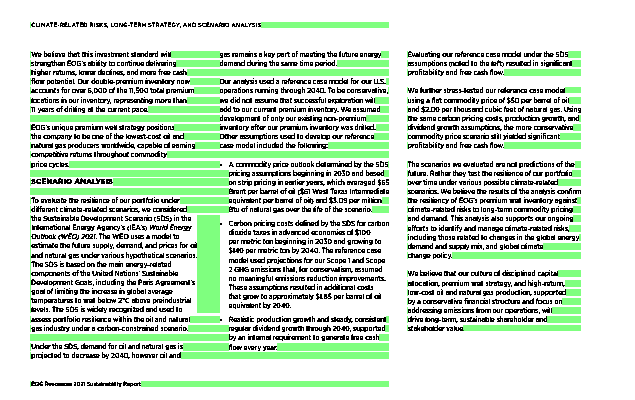 CLIMATE-RELATED RISKS, LONG-TERM STRATEGY, AND SCENARIO ANALYSIS
We believe that this investment standard will
strengthen EOG's ability to continue delivering
higher returns, lower declines, and more free cash
flow potential. Our double-premium inventory now
accounts for over 6,000 of the 11,500 total premium
locations in our inventory, representing more than
11 years of drilling at the current pace.
EOG's unique premium well strategy positions
the company to be one of the lowest-cost oil and
natural gas producers worldwide, capable of earning
competitive returns throughout commodity
price cycles.
SCENARIO ANALYSIS
To evaluate the resilience of our portfolio under
different climate-related scenarios, we considered
the Sustainable Development Scenario (SDS) in the
International Energy Agency's (IEA's) World Energy
Outlook (WEO) 2021. The WEO uses a model to
estimate the future supply, demand, and prices for oil
and natural gas under various hypothetical scenarios.
The SDS is based on the main energy-related
components of the United Nations' Sustainable
Development Goals, including the Paris Agreement's
goal of limiting the increase in global average
temperatures to well below 2°C above preindustrial
levels. The SDS is widely recognized and used to
assess portfolio resilience within the oil and natural
gas industry under a carbon-constrained scenario.
Under the SDS, demand for oil and natural gas is
projected to decrease by 2040, however oil and
gas remains a key part of meeting the future energy
demand during the same time period.
Our analysis used a reference case model for our U.S.
operations running through 2040. To be conservative,
we did not assume that successful exploration will
add to our current premium inventory. We assumed
development of only our existing non-premium
inventory after our premium inventory was drilled.
Other assumptions used to develop our reference
case model included the following:
• A commodity price outlook determined by the SDS
pricing assumptions beginning in 2030 and based
on strip pricing in earlier years, which averaged $65
Brent per barrel of oil ($61 West Texas Intermediate
equivalent per barrel of oil) and $3.09 per million
Btu of natural gas over the life of the scenario.
• Carbon pricing costs defined by the SDS for carbon
dioxide taxes in advanced economies of $100
per metric ton beginning in 2030 and growing to
$140 per metric ton by 2040. The reference case
model used projections for our Scope 1 and Scope
2 GHG emissions that, for conservatism, assumed
no meaningful emissions reduction improvements.
These assumptions resulted in additional costs
that grow to approximately $1.85 per barrel of oil
equivalent by 2040.
• Realistic production growth and steady, consistent
regular dividend growth through 2040, supported
by an internal requirement to generate free cash
flow every year.
Evaluating our reference case model under the SDS
assumptions (noted to the left) resulted in significant
profitability and free cash flow.
We further stress-tested our reference case model
using a flat commodity price of $50 per barrel of oil
and $2.00 per thousand cubic feet of natural gas. Using
the same carbon pricing costs, production growth, and
dividend growth assumptions, the more conservative
commodity price scenario still yielded significant
profitability and free cash flow.
The scenarios we evaluated are not predictions of the
future. Rather they test the resilience of our portfolio
over time under various possible climate-related
scenarios. We believe the results of the analysis confirm
the resiliency of EOG's premium well inventory against
climate-related risks to long-term commodity pricing
and demand. This analysis also supports our ongoing
efforts to identify and manage climate-related risks,
including those related to changes in the global energy
demand and supply mix, and global climate
change policy.
We believe that our culture of disciplined capital
allocation, premium well strategy, and high-return,
low-cost oil and natural gas production, supported
by a conservative financial structure and focus on
addressing emissions from our operations, will
drive long-term, sustainable shareholder and
stakeholder value.
EOG Resources 2021 Sustainability Report